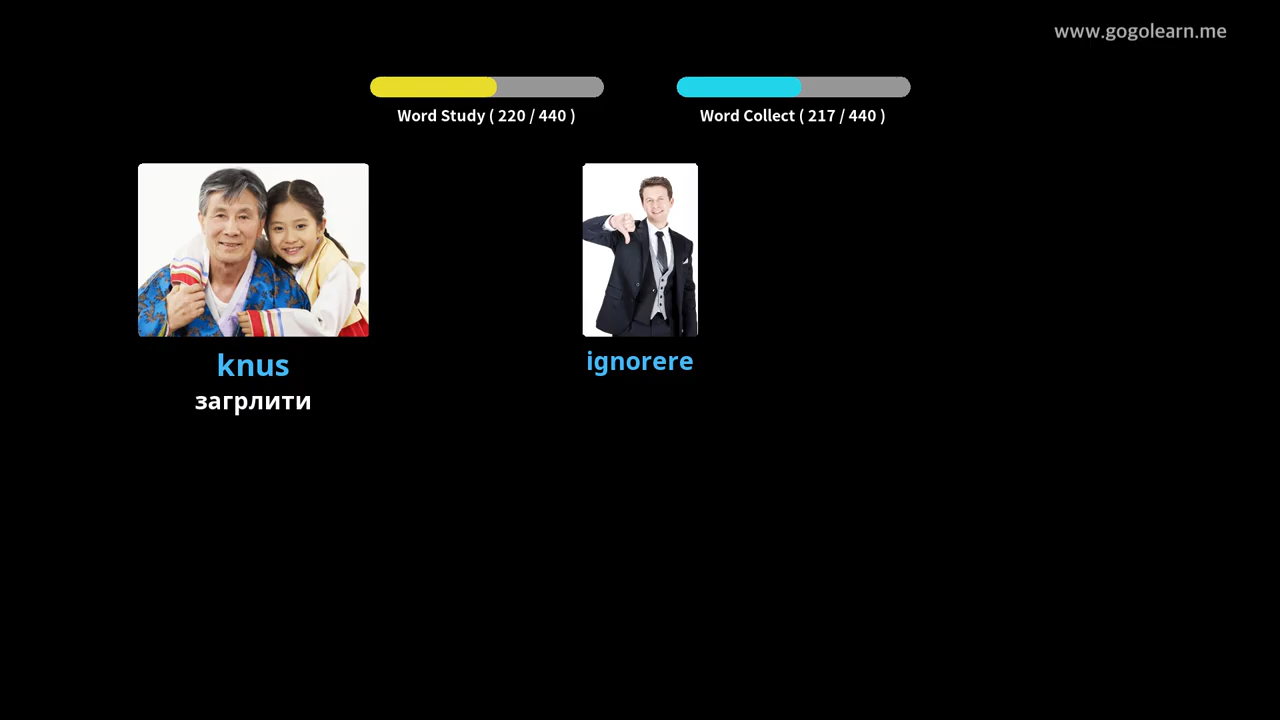 www.gogolearn.me
Word Study ( 220 / 440 )
Word Collect ( 217 / 440 )
knus
загрлити
ignorere